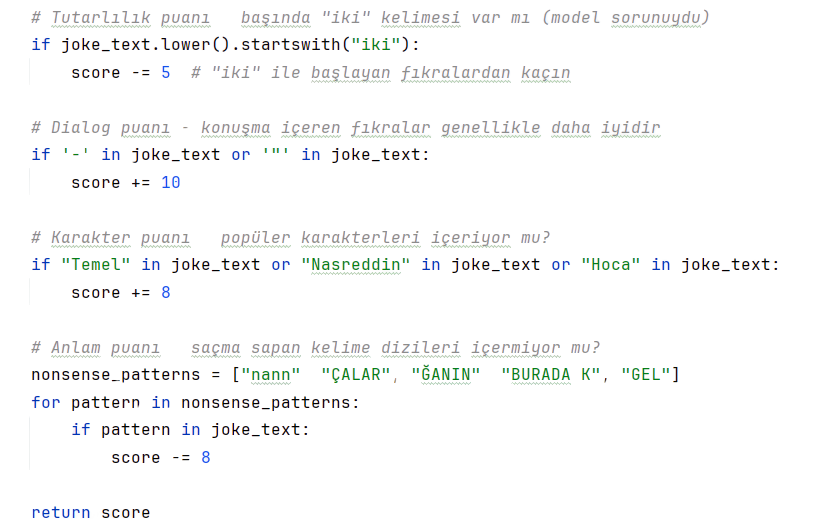 # Tutarlılık puanı   başında "iki" kelimesi var mı (model sorunuydu)
if joke_text.lower().startswith("iki"):
    score -= 5  # "iki" ile başlayan fıkralardan kaçın
# Dialog puanı - konuşma içeren fıkralar genellikle daha iyidir
if '-' in joke_text or '"' in joke_text:
    score += 10
# Karakter puanı   popüler karakterleri içeriyor mu?
if "Temel" in joke_text or "Nasreddin" in joke_text or "Hoca" in joke_text:
    score += 8
# Anlam puanı   saçma sapan kelime dizileri içermiyor mu?
nonsense_patterns = ["nann"  "ÇALAR", "ĞANIN"  "BURADA K", "GEL"]
for pattern in nonsense_patterns:
    if pattern in joke_text:
        score -= 8
return score